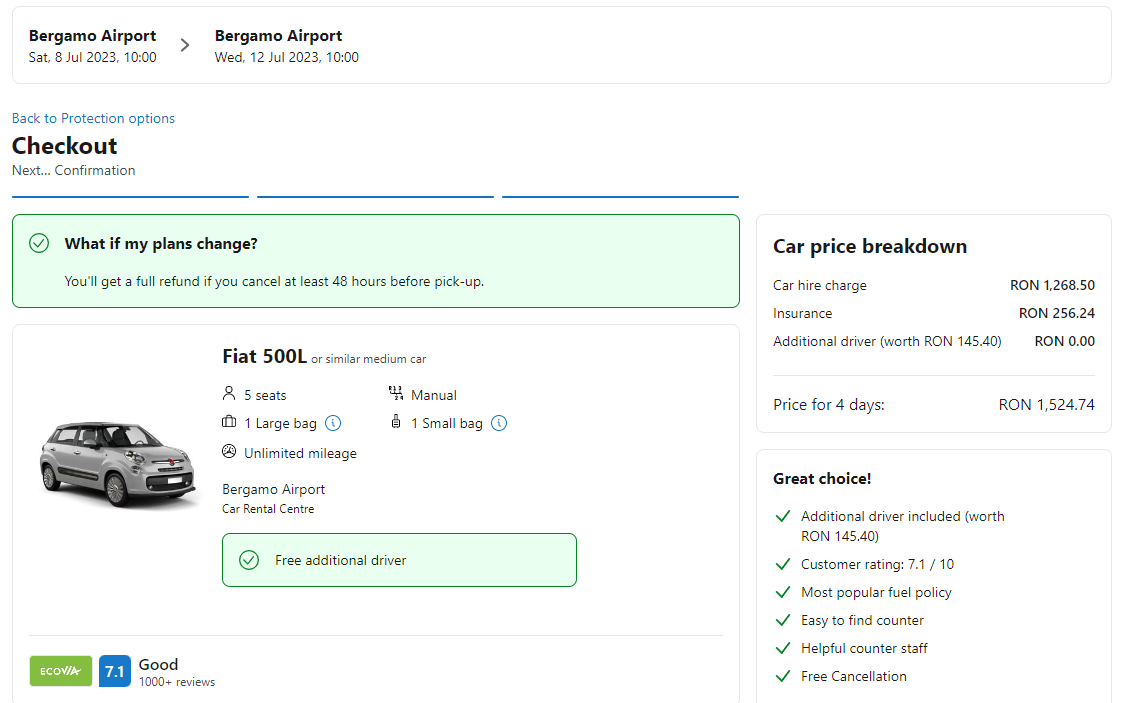 Bergamo Airport
Sat, 8 Jul 2023, 10:00
Bergamo Airport
Wed, 12 Jul 2023, 10:00
Back to Protection options
Checkout
Next... Confirmation
What if my plans change?
You'll get a full refund if you cancel at least 48 hours before pick-up.
Fiat 500L or similar medium car
5 seats
Manual
1 Large bag
1 Small bag
Unlimited mileage
Bergamo Airport
Car Rental Centre
Free additional driver
ECOVIA
7.1
Good
1000+ reviews
Car price breakdown
Car hire charge RON 1,268.50
Insurance RON 256.24
Additional driver (worth RON 145.40) RON 0.00
Price for 4 days: RON 1,524.74
Great choice!
Additional driver included (worth
RON 145.40)
Customer rating: 7.1 / 10
Most popular fuel policy
Easy to find counter
Helpful counter staff
Free Cancellation